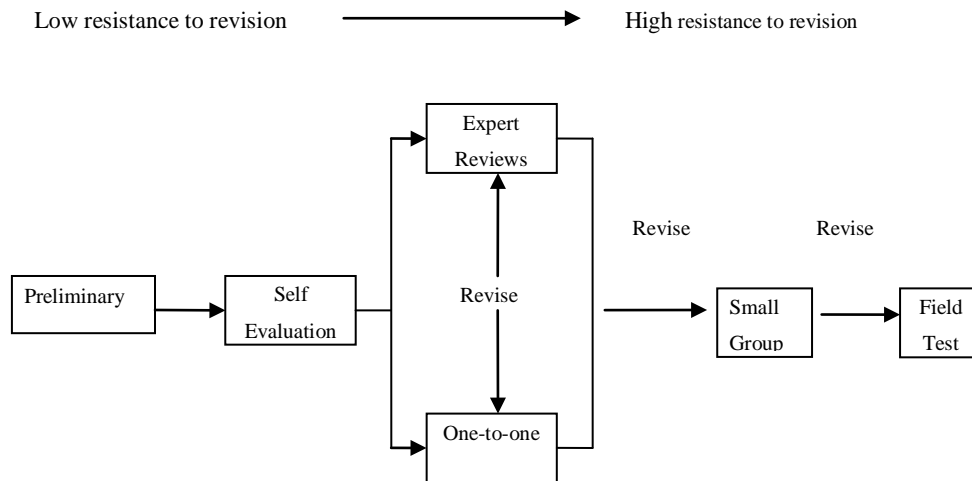 Low resistance to revision
High resistance to revision
Expert
Reviews
Revise
Revise
Preliminary
Self
Evaluation
Revise
Small
Group
Field
Test
One-to-one